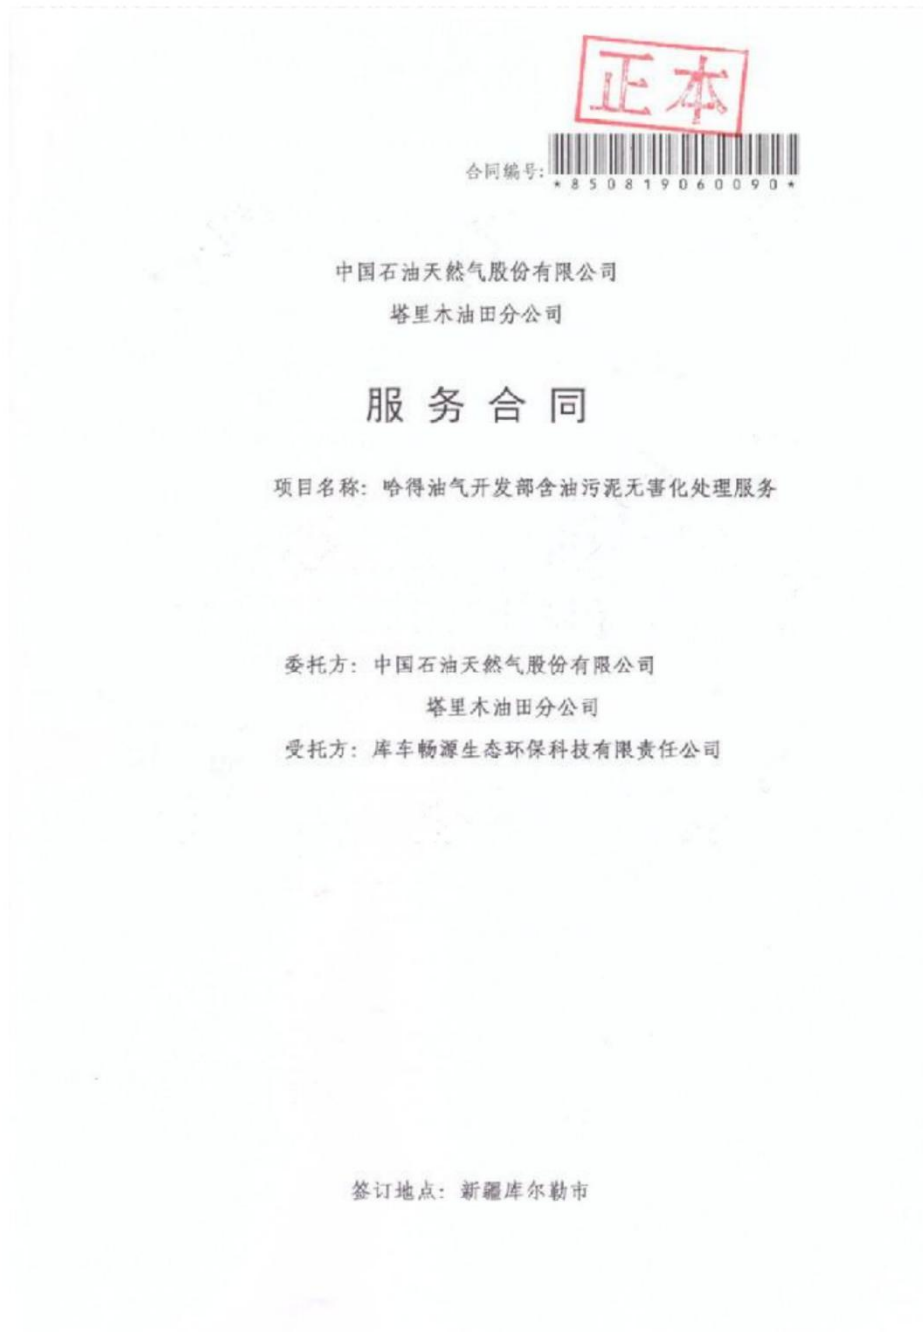 正本
合同编号:
*850819060090*
中国石油天然气股份有限公司
塔里木油田分公司
服务合同
项目名称: 哈得油气开发部含油污泥无害化处理服务
委托方: 中国石油天然气股份有限公司
塔里木油田分公司
受托方: 库车畅源生态环保科技有限责任公司
签订地点: 新疆库尔勒市